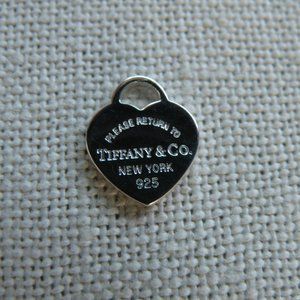 PLEASE RETURN TO
TIFFANY & CO.
NEW YORK
925